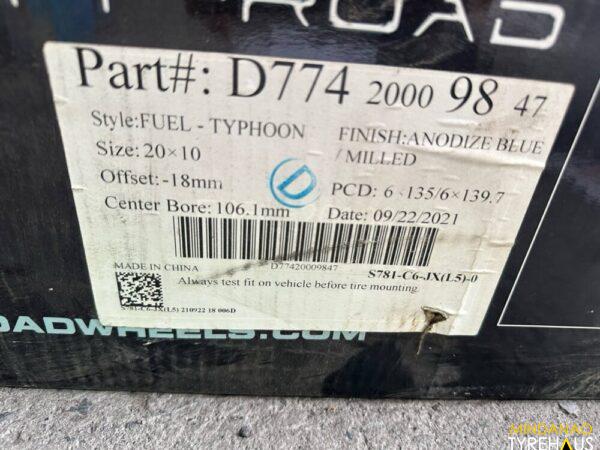 ROAD
Part#: D774 2000 98 47
Style:FUEL - TYPHOON
FINISH:ANODIZE BLUE
/ MILLED
Size: 20×10
Offset: -18mm
D
PCD: 6×135/6×139.7
Center Bore: 106.1mm
Date: 09/22/2021
D77420009847
MADE IN CHINA
S781-C6-JX(L5)-0
Always test fit on vehicle before tire mounting.
S781-C6-JX(L5) 210922 18 006D
OADWHEELS.COM
MINDANAO
TYREHAUS